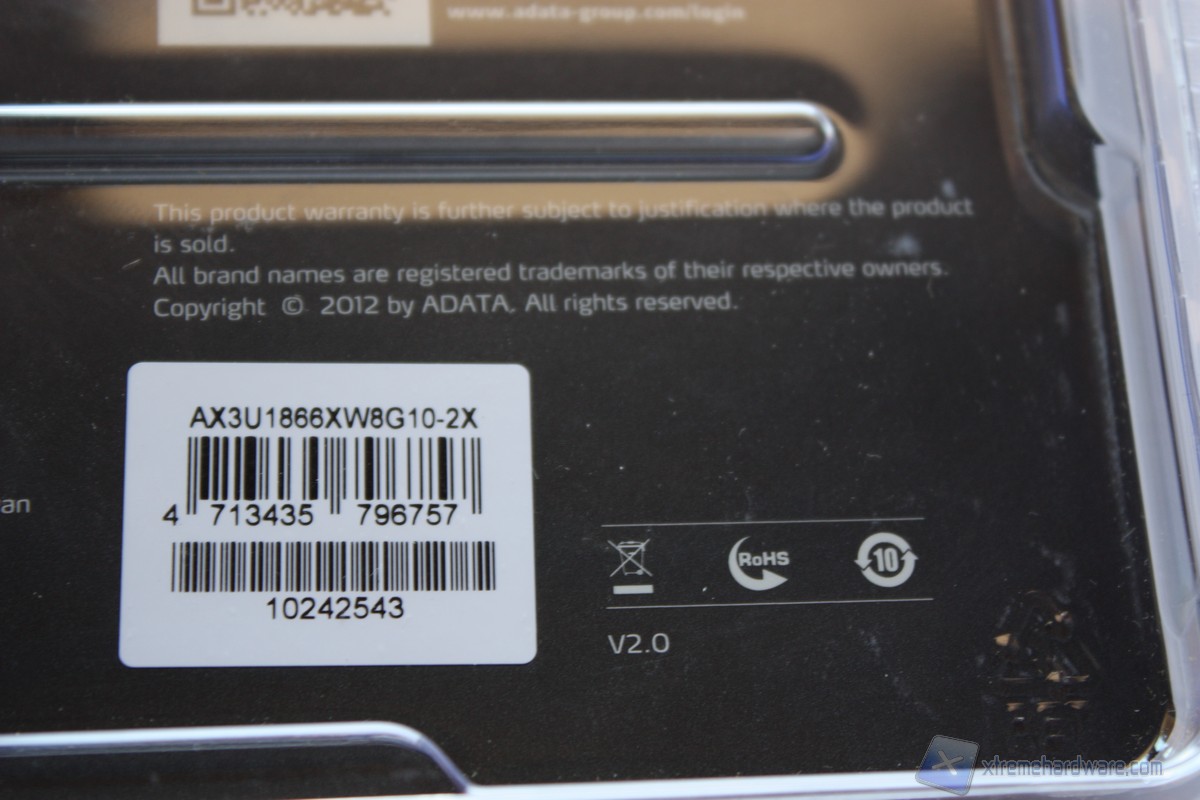 www.adata-group.com/login
This product warranty is further subject to justification where the product
is sold.
All brand names are registered trademarks of their respective owners.
Copyright © 2012 by ADATA. All rights reserved.
an
AX3U1866XW8G10-2X
4 713435 796757
10242543
RoHS
10
V2.0
xtremehardware.com